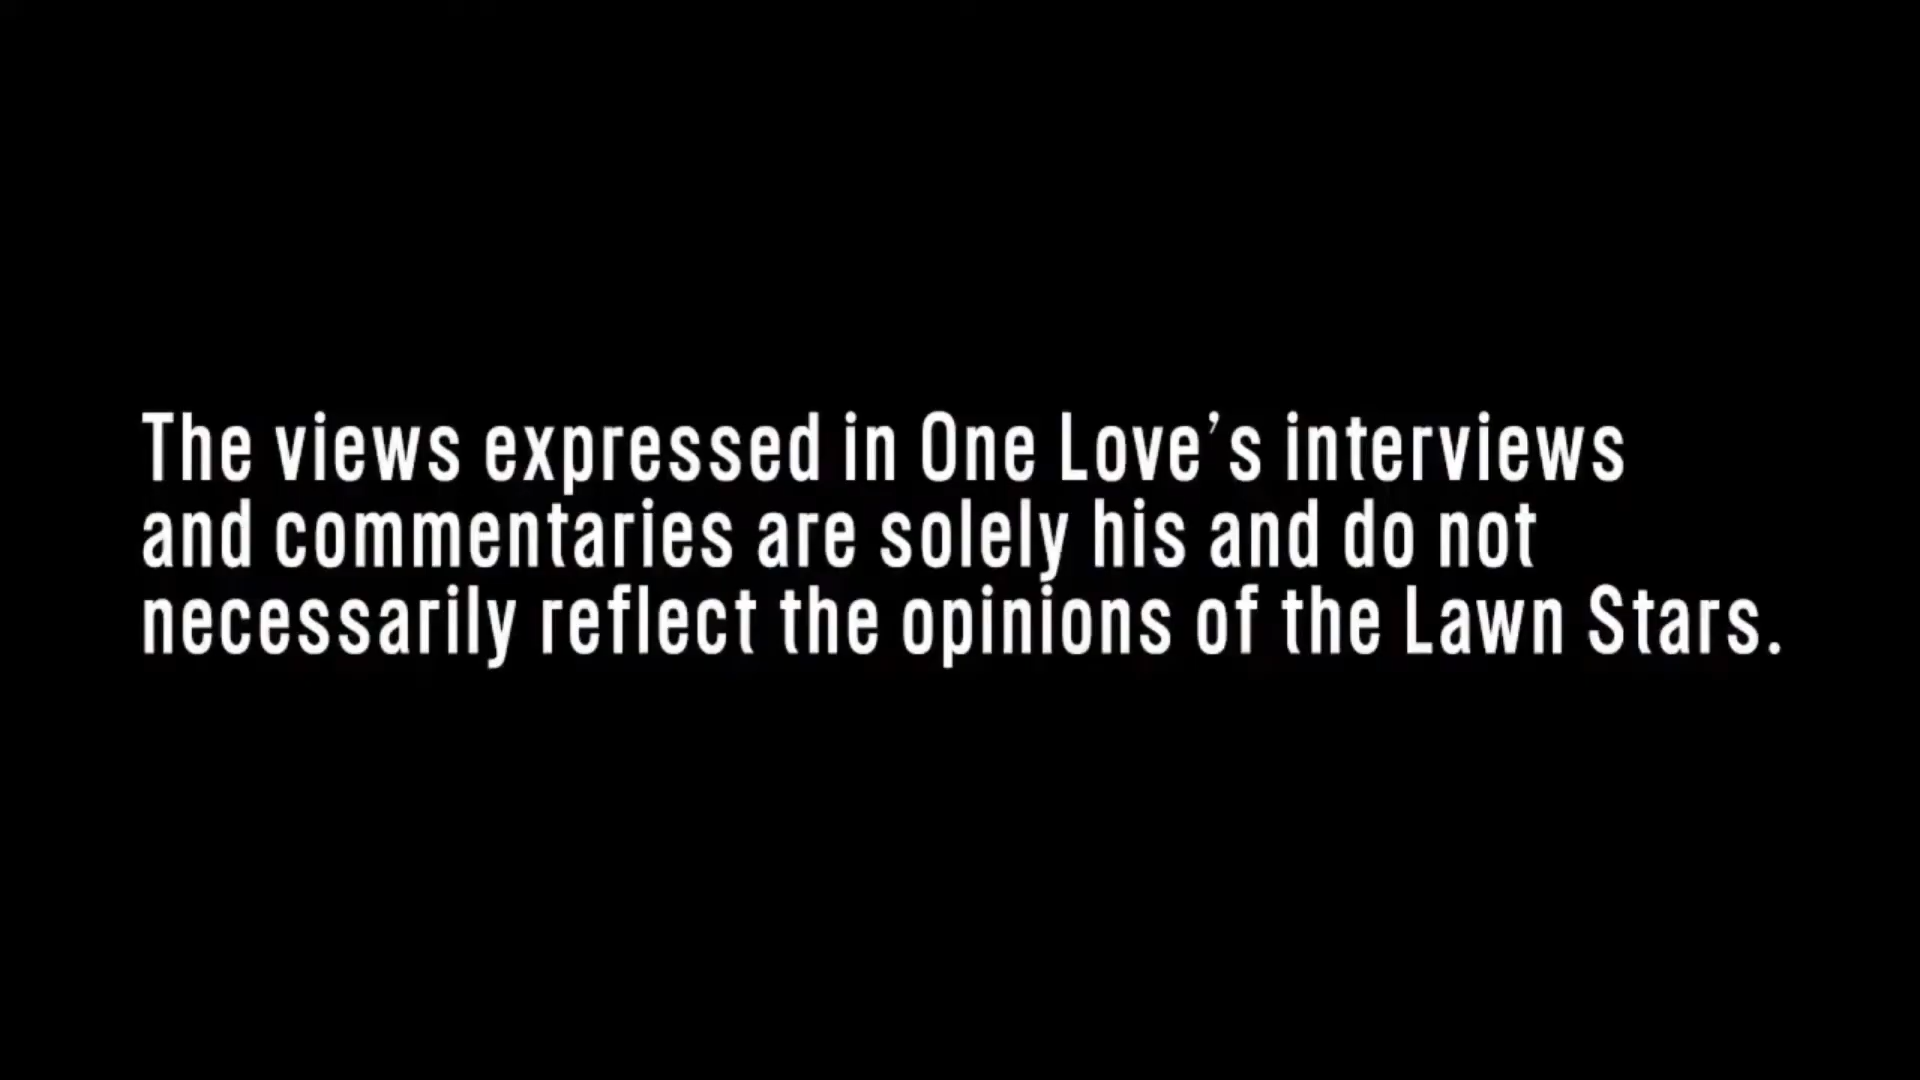 The views expressed in One Love's interviews
and commentaries are solely his and do not
necessarily reflect the opinions of the Lawn Stars.